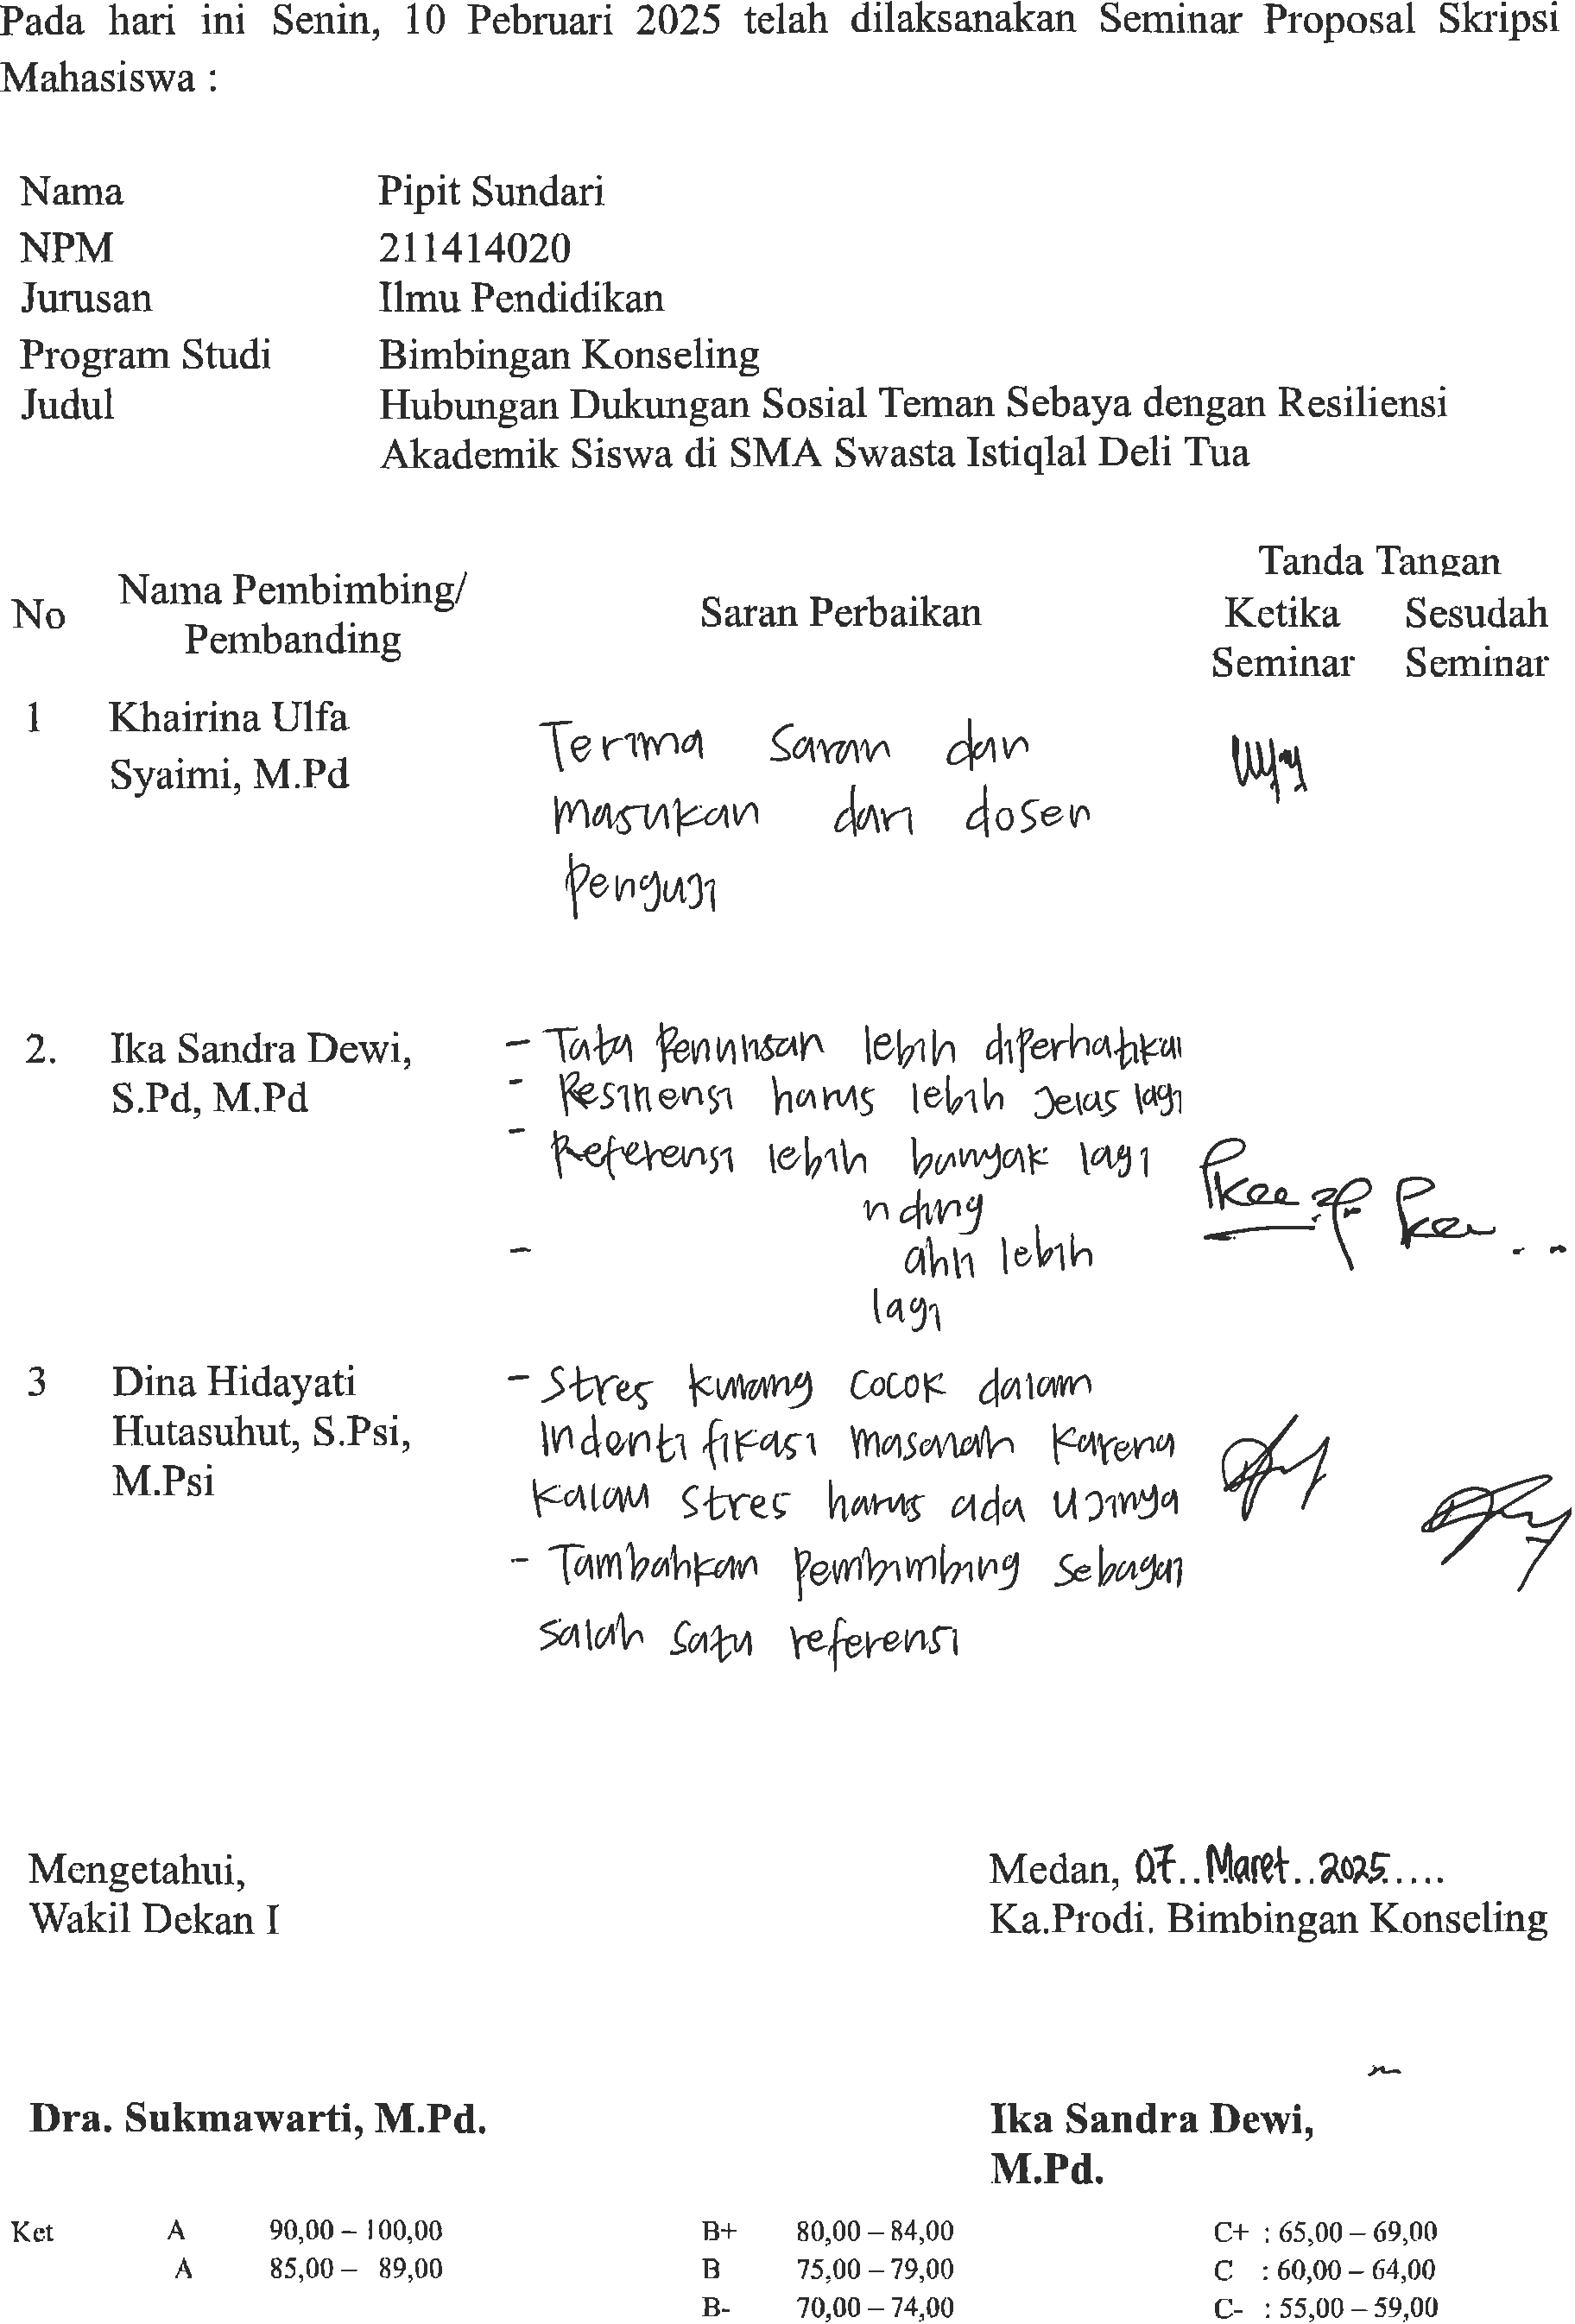 Pada hari ini Senin, 10 Pebruari 2025 telah dilaksanakan Seminar Proposal Skripsi
Mahasiswa :
Nama Pipit Sundari
NPM 211414020
Jurusan Ilmu Pendidikan
Program Studi Bimbingan Konseling
Judul Hubungan Dukungan Sosial Teman Sebaya dengan Resiliensi
Akademik Siswa di SMA Swasta Istiqlal Deli Tua
Tanda Tangan
No Nama Pembimbing/ Pembanding Saran Perbaikan Ketika Seminar Sesudah Seminar
1 Khairina Ulfa
Syaimi, M.Pd
Terima saran dan
masukan dari dosen
Penguji
2. Ika Sandra Dewi,
S.Pd, M.Pd
- Tata Penulisan lebih diperhatikan
- Resiliensi harus lebih jelas lagi
- Referensi lebih banyak lagi
nding
- ahli lebih
lagi
3 Dina Hidayati
Hutasuhut, S.Psi,
M.Psi
- Stres kurang cocok dalam
Indentifikasi masalah karena
kalau stres harus ada ujinya
- Tambahkan Pembimbing sebagai
salah satu referensi
Mengetahui,
Wakil Dekan I
Medan, 07..Maret..2025.....
Ka.Prodi. Bimbingan Konseling
Dra. Sukmawarti, M.Pd.
Ika Sandra Dewi,
M.Pd.
Ket A 90,00 – 100,00 B+ 80,00 – 84,00 C+ : 65,00 – 69,00
A 85,00 – 89,00 B 75,00 – 79,00 C : 60,00 – 64,00
B- 70,00 – 74,00 C- : 55,00 – 59,00